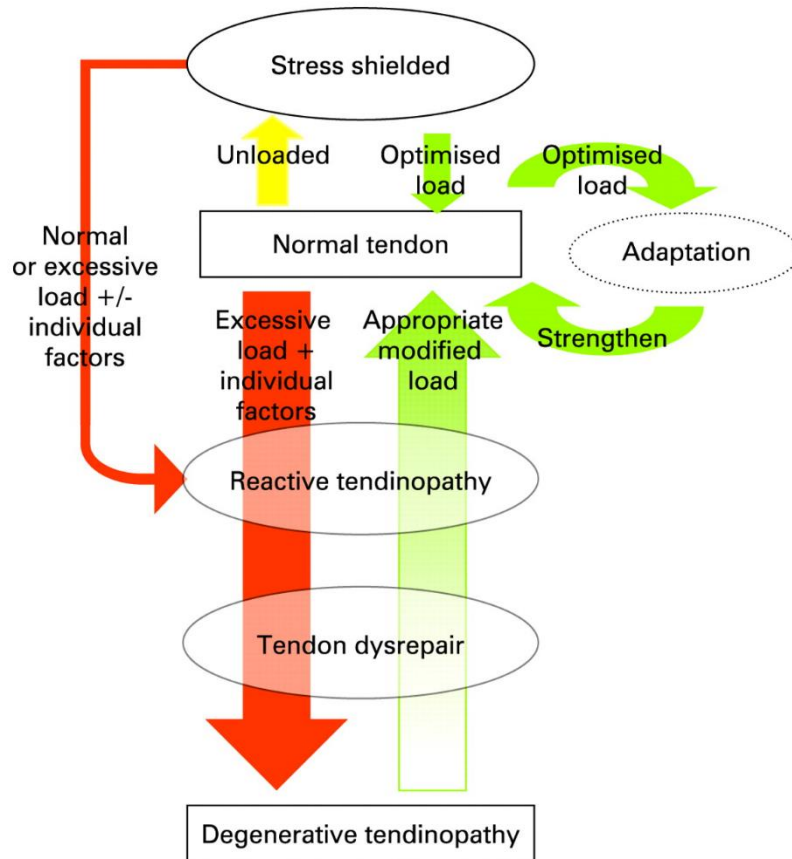 Stress shielded
Unloaded
Optimised
load
Optimised
load
Normal tendon
Adaptation
Normal
or excessive
load +/-
individual
factors
Excessive
load +
individual
factors
Appropriate
modified
load
Strengthen
Reactive tendinopathy
Tendon dysrepair
Degenerative tendinopathy